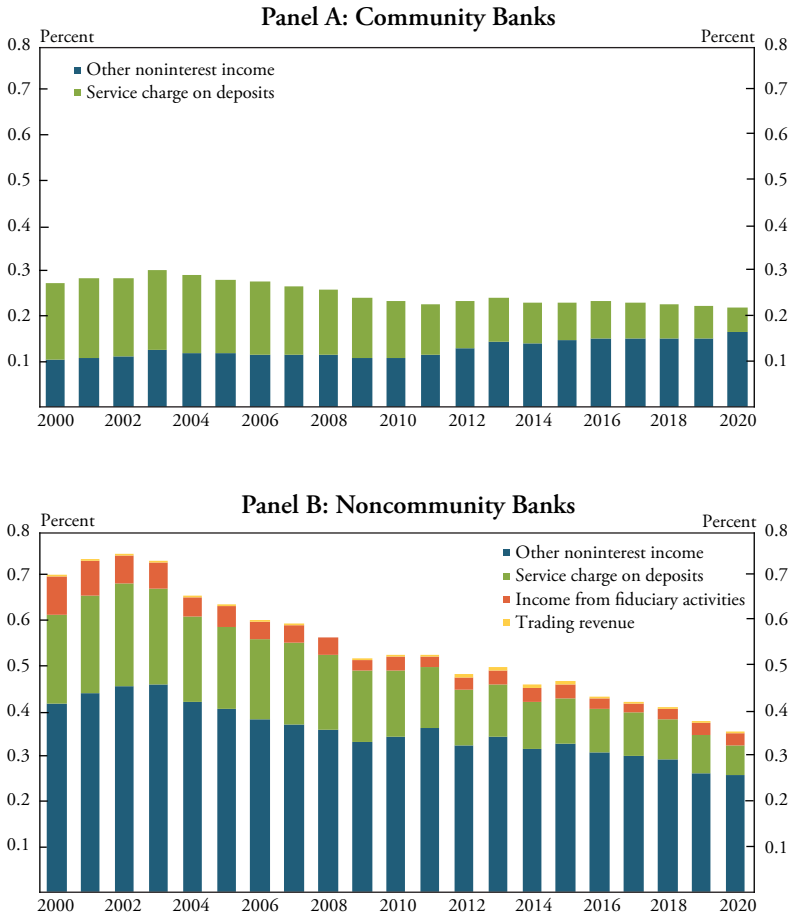 Panel A: Community Banks
Percent Percent
0.8 0.8
Other noninterest income
Service charge on deposits
0.7 0.7
0.6 0.6
0.5 0.5
0.4 0.4
0.3 0.3
0.2 0.2
0.1 0.1
2000 2002 2004 2006 2008 2010 2012 2014 2016 2018 2020
Panel B: Noncommunity Banks
Percent Percent
0.8 0.8
Other noninterest income
Service charge on deposits
Income from fiduciary activities
Trading revenue
0.7 0.7
0.6 0.6
0.5 0.5
0.4 0.4
0.3 0.3
0.2 0.2
0.1 0.1
2000 2002 2004 2006 2008 2010 2012 2014 2016 2018 2020